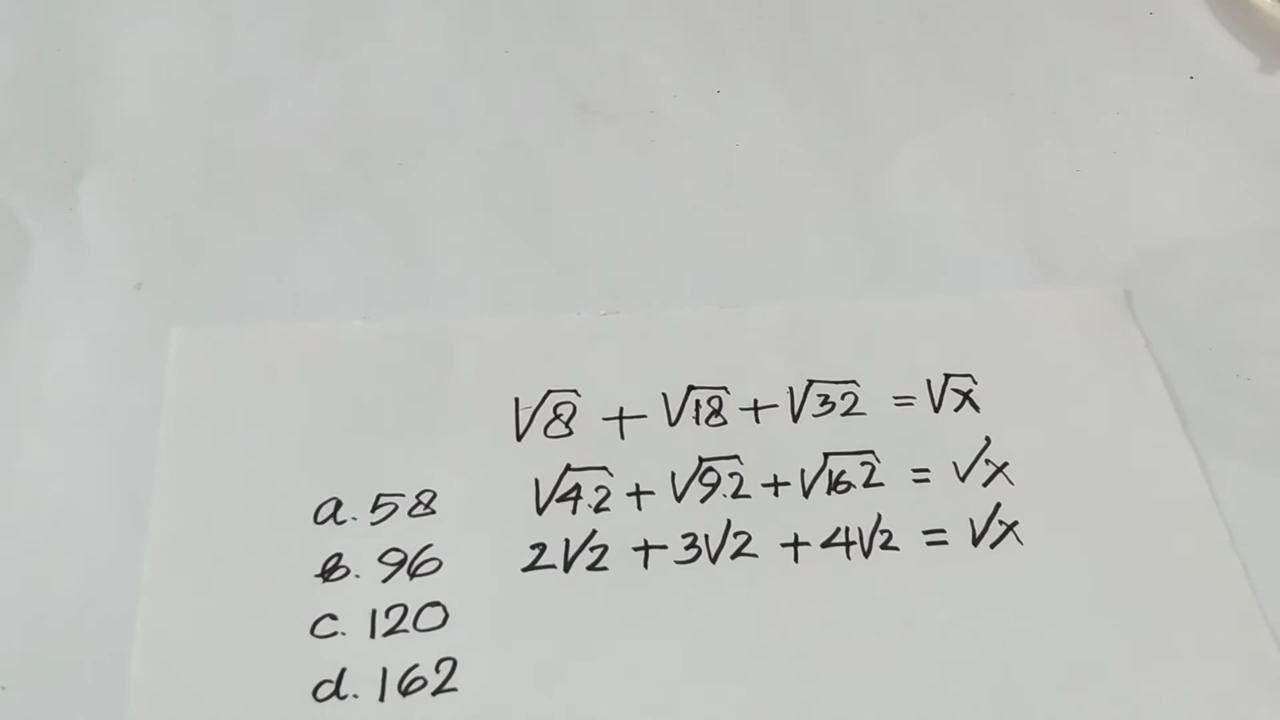 √8 + √18 + √32 = √x
√4.2 + √9.2 + √16.2 = √x
2√2 + 3√2 + 4√2 = √x
a. 58
b. 96
c. 120
d. 162